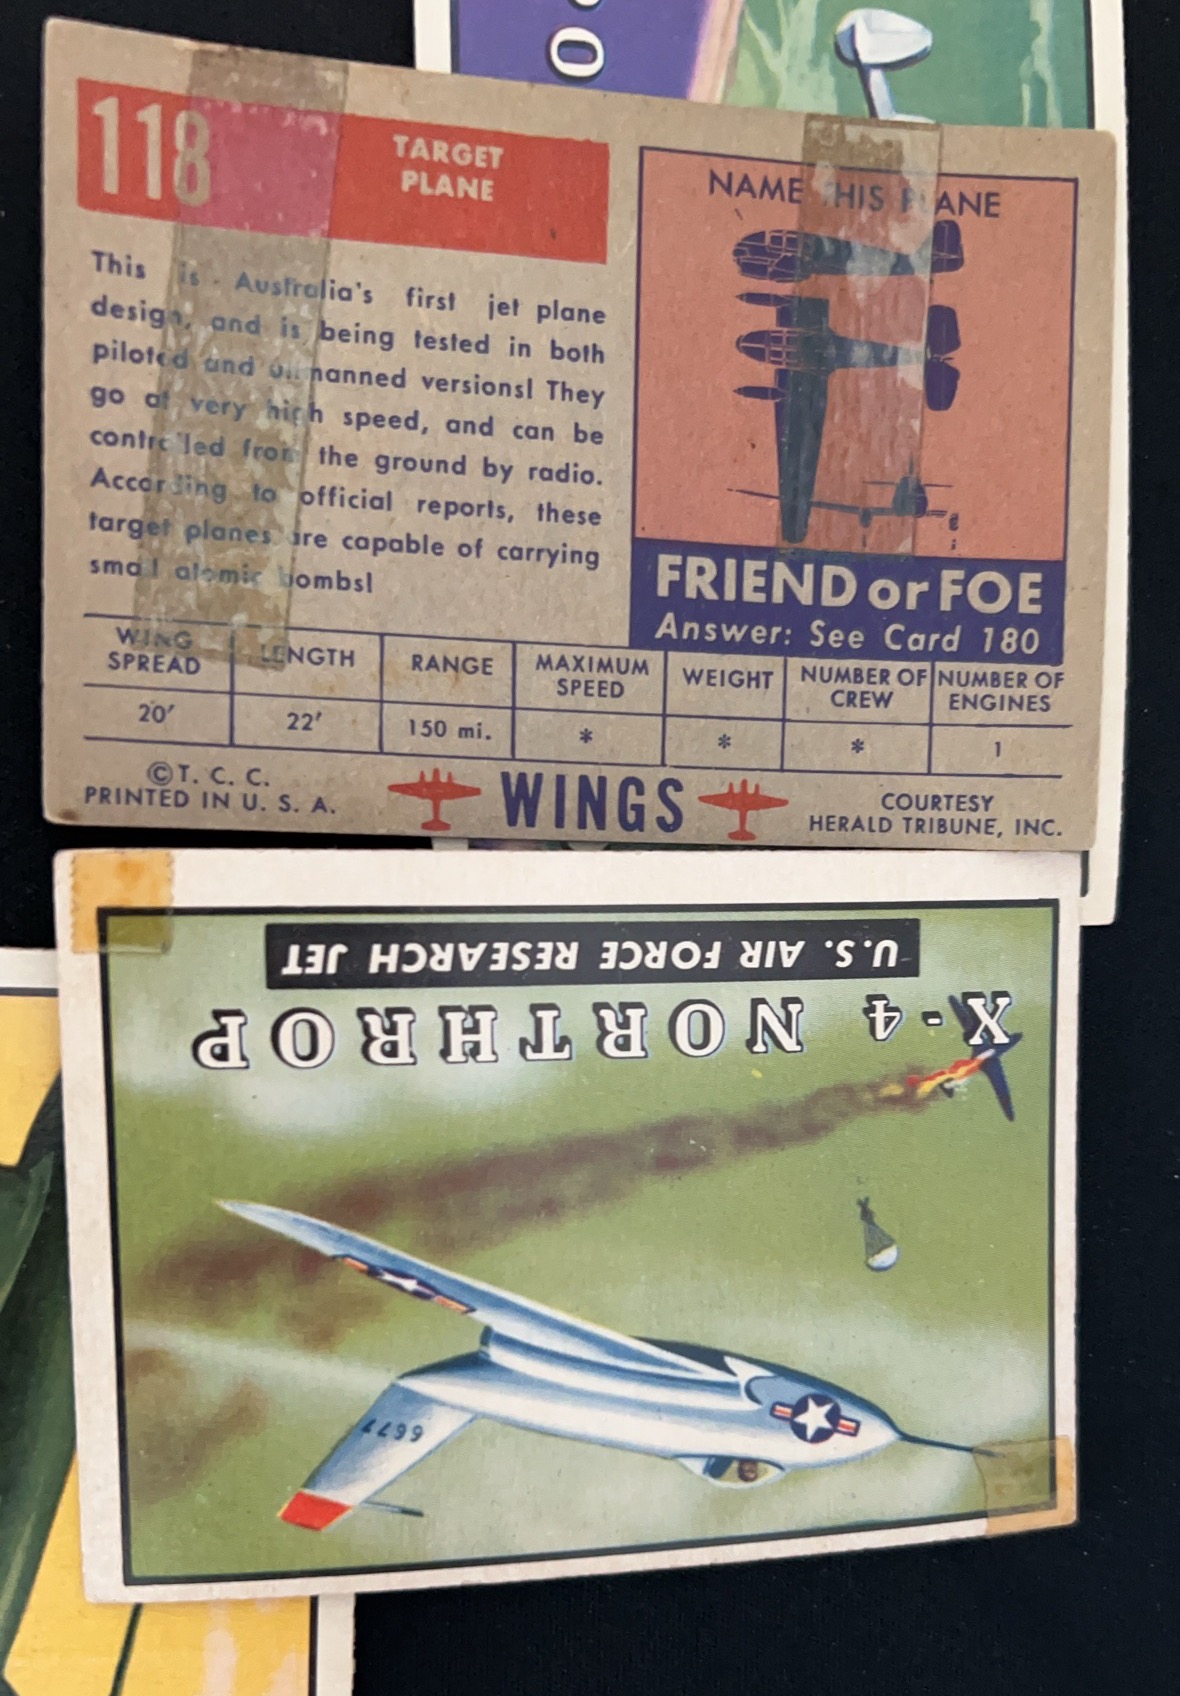 O
118
TARGET
PLANE
This is Australia's first jet plane
design, and is being tested in both
piloted and unmanned versions! They
go at very high speed, and can be
controlled from the ground by radio.
According to official reports, these
target planes are capable of carrying
small atomic bombs!
NAME THIS PLANE
FRIEND or FOE
Answer: See Card 180
WING SPREAD LENGTH RANGE MAXIMUM SPEED WEIGHT NUMBER OF CREW NUMBER OF ENGINES
20' 22' 150 mi. * * * 1
© T. C. C.
PRINTED IN U. S. A.
WINGS
COURTESY
HERALD TRIBUNE, INC.
U.S. AIR FORCE RESEARCH JET
X-4 NORTHROP
6677